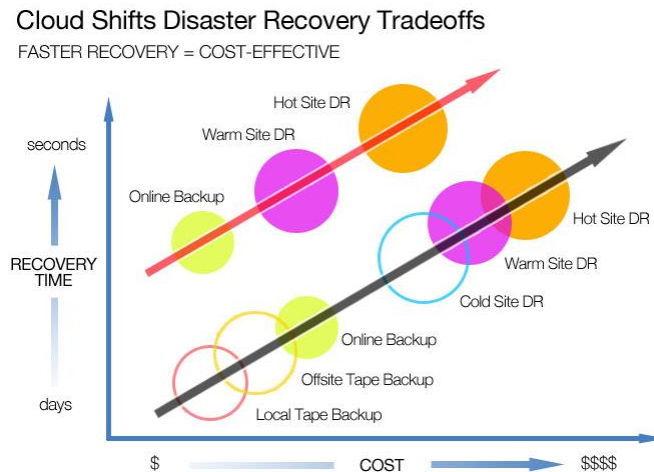 Cloud Shifts Disaster Recovery Tradeoffs
FASTER RECOVERY = COST-EFFECTIVE
Hot Site DR
Warm Site DR
seconds
Online Backup
Hot Site DR
RECOVERY
TIME
Warm Site DR
Cold Site DR
Online Backup
Offsite Tape Backup
days
Local Tape Backup
$
COST
$$$$